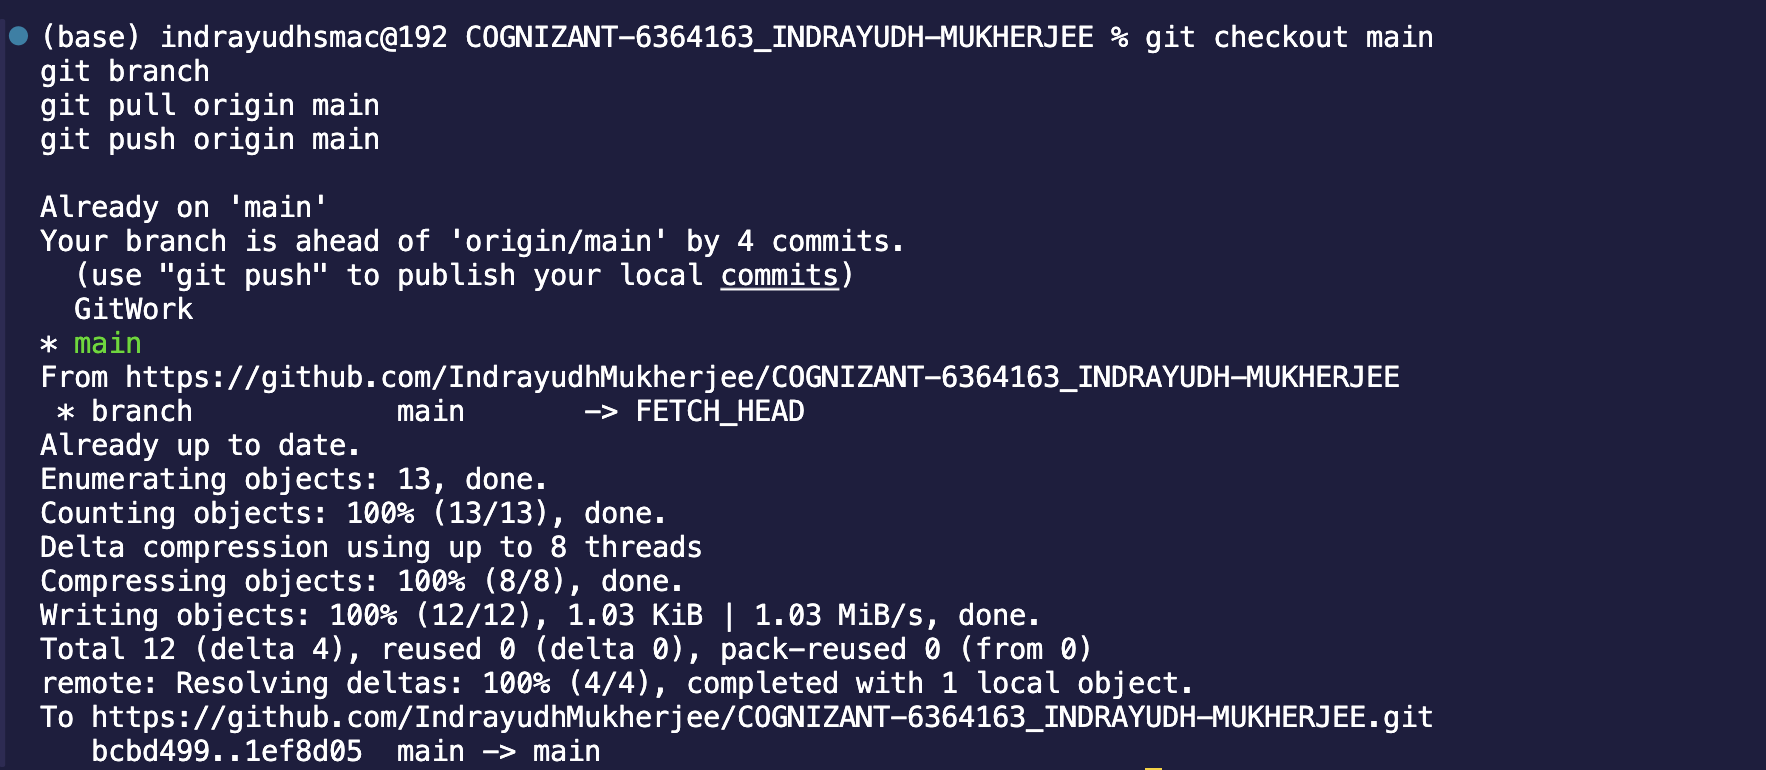 (base) indrayudhsmac@192 COGNIZANT-6364163_INDRAYUDH-MUKHERJEE % git checkout main
git branch
git pull origin main
git push origin main
Already on 'main'
Your branch is ahead of 'origin/main' by 4 commits.
(use "git push" to publish your local commits)
GitWork
* main
From https://github.com/IndrayudhMukherjee/COGNIZANT-6364163_INDRAYUDH-MUKHERJEE
* branch main -> FETCH_HEAD
Already up to date.
Enumerating objects: 13, done.
Counting objects: 100% (13/13), done.
Delta compression using up to 8 threads
Compressing objects: 100% (8/8), done.
Writing objects: 100% (12/12), 1.03 KiB | 1.03 MiB/s, done.
Total 12 (delta 4), reused 0 (delta 0), pack-reused 0 (from 0)
remote: Resolving deltas: 100% (4/4), completed with 1 local object.
To https://github.com/IndrayudhMukherjee/COGNIZANT-6364163_INDRAYUDH-MUKHERJEE.git
bcbd499..1ef8d05 main -> main